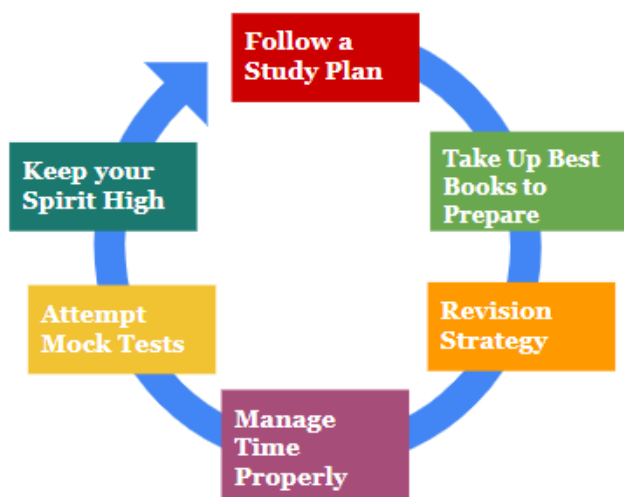 Follow a
Study Plan
Take Up Best
Books to
Prepare
Revision
Strategy
Manage
Time
Properly
Attempt
Mock Tests
Keep your
Spirit High